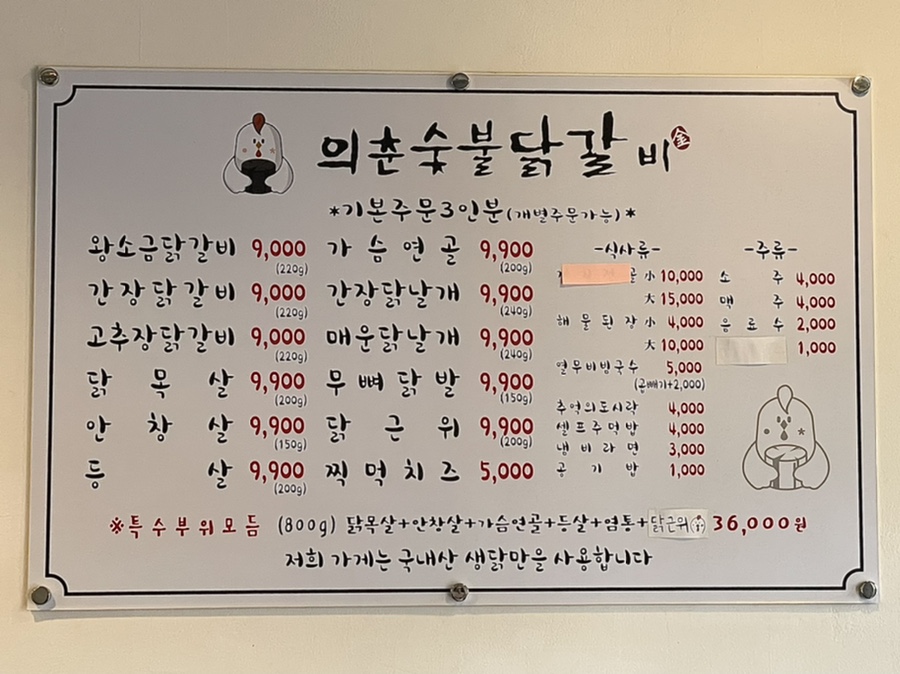 의춘숯불닭갈비 金
*기본주문3인분(개별주문가능)*
왕소금닭갈비 9,000 (220g)
간장닭갈비 9,000 (220g)
고추장닭갈비 9,000 (220g)
닭목살 9,900 (200g)
안창살 9,900 (150g)
등살 9,900 (200g)
가슴연골 9,900 (200g)
간장닭날개 9,900 (240g)
매운닭날개 9,900 (240g)
무뼈닭발 9,900 (150g)
닭근위 9,900 (200g)
찍먹치즈 5,000
-식사류-
골 小 10,000
大 15,000
해물된장 小 4,000
大 10,000
열무비빔국수 5,000
(곱빼기+2,000)
추억의도시락 4,000
셀프주먹밥 4,000
냄비라면 3,000
공기밥 1,000
-주류-
소주 4,000
맥주 4,000
음료수 2,000
1,000
※특수부위모듬 (800g) 닭목살+안창살+가슴연골+등살+염통+닭근위 36,000원
저희 가게는 국내산 생닭만을 사용합니다